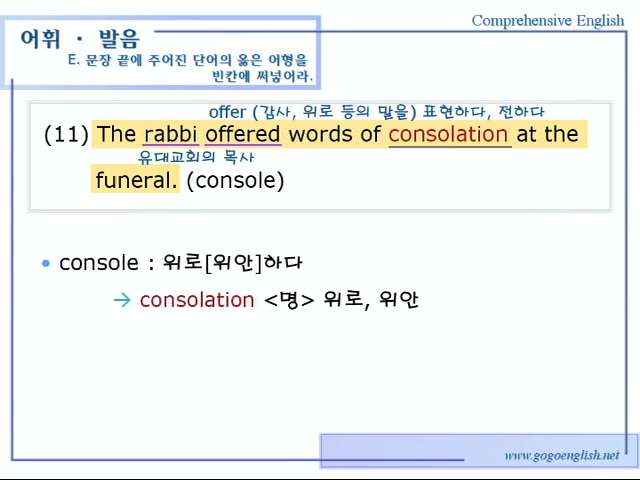 Comprehensive English
어휘 · 발음
E. 문장 끝에 주어진 단어의 옳은 어형을
빈칸에 써넣어라.
offer (감사, 위로 등의 말을) 표현하다, 전하다
(11) The rabbi offered words of consolation at the
유대교회의 목사
funeral. (console)
• console : 위로[위안]하다
→ consolation <명> 위로, 위안
www.gogoenglish.net